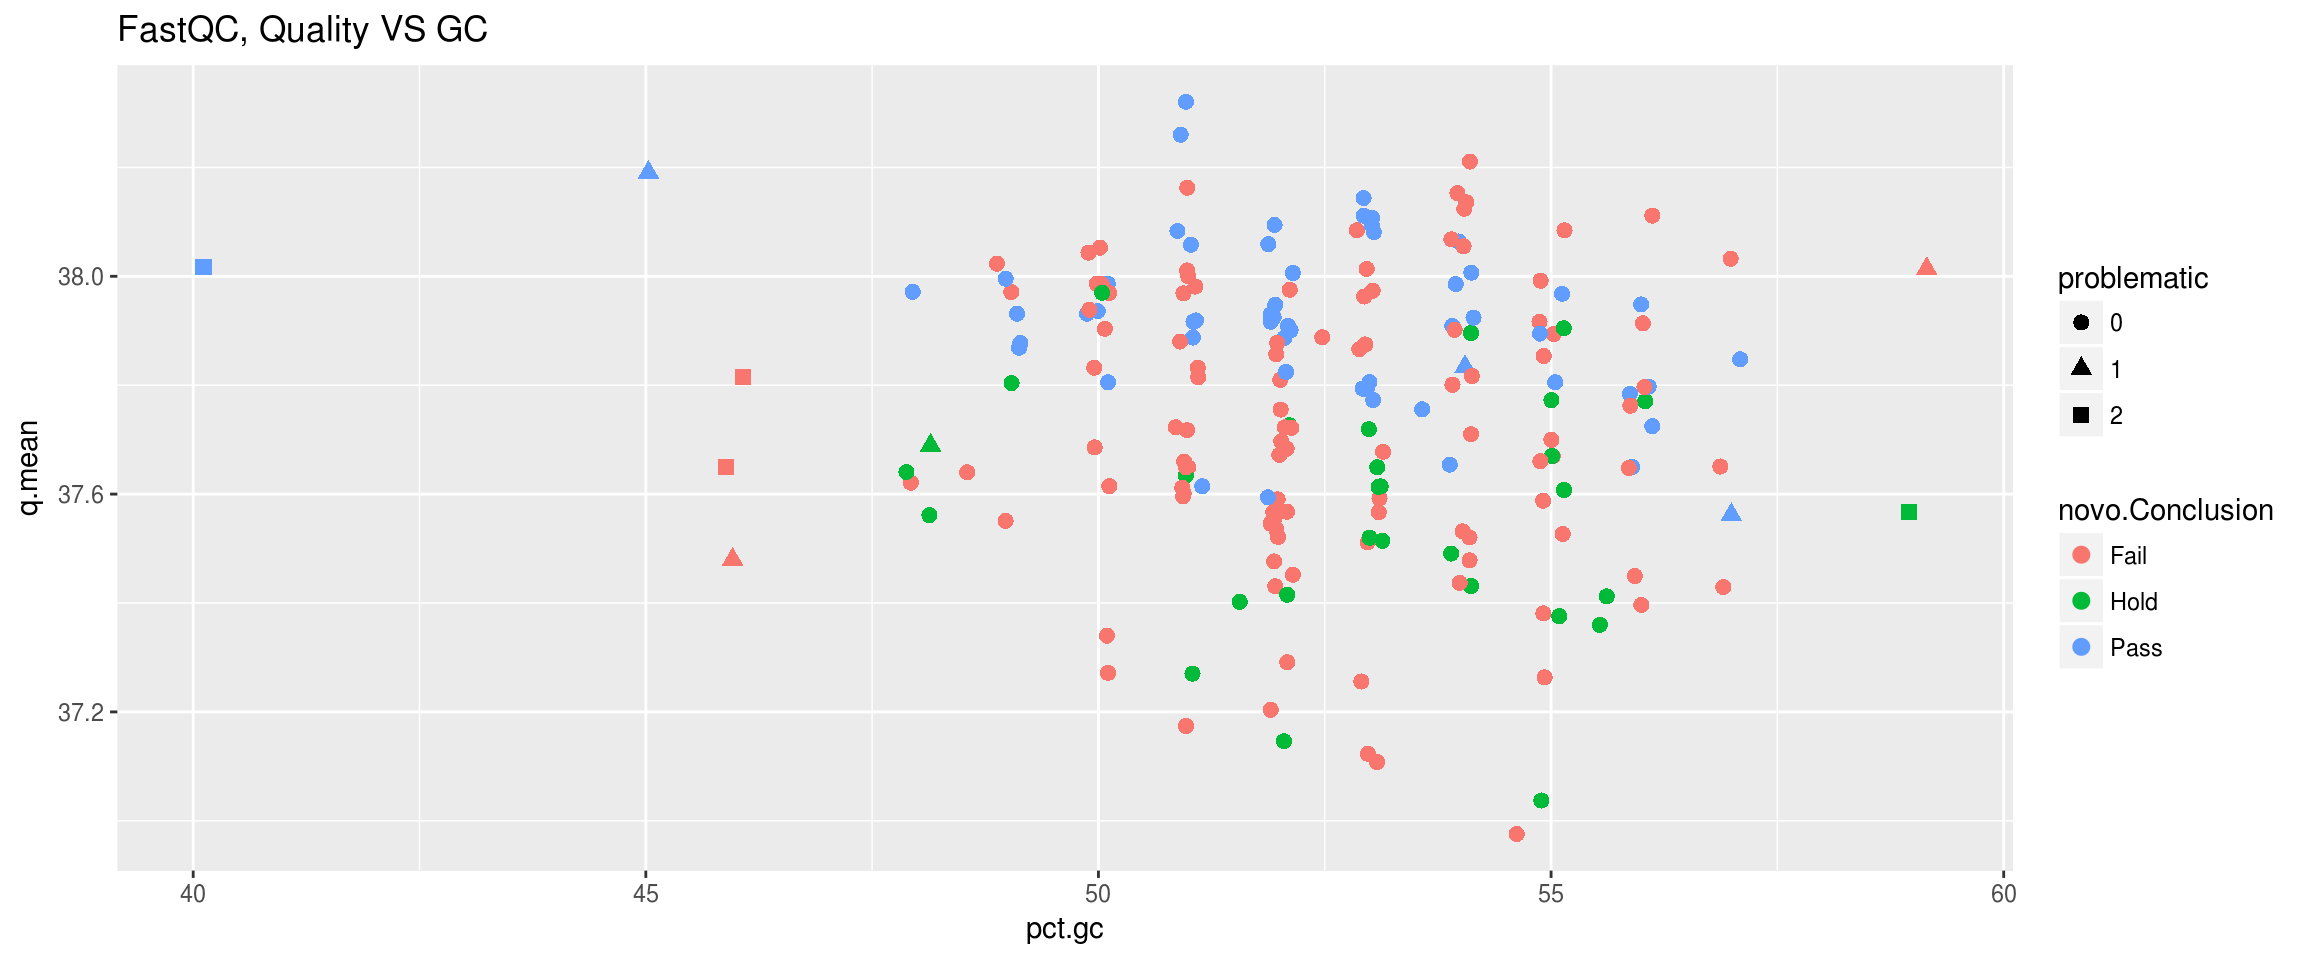 FastQC, Quality VS GC
q.mean
38.0
37.6
37.2
40
45
50
55
60
pct.gc
problematic
0
1
2
novo.Conclusion
Fail
Hold
Pass